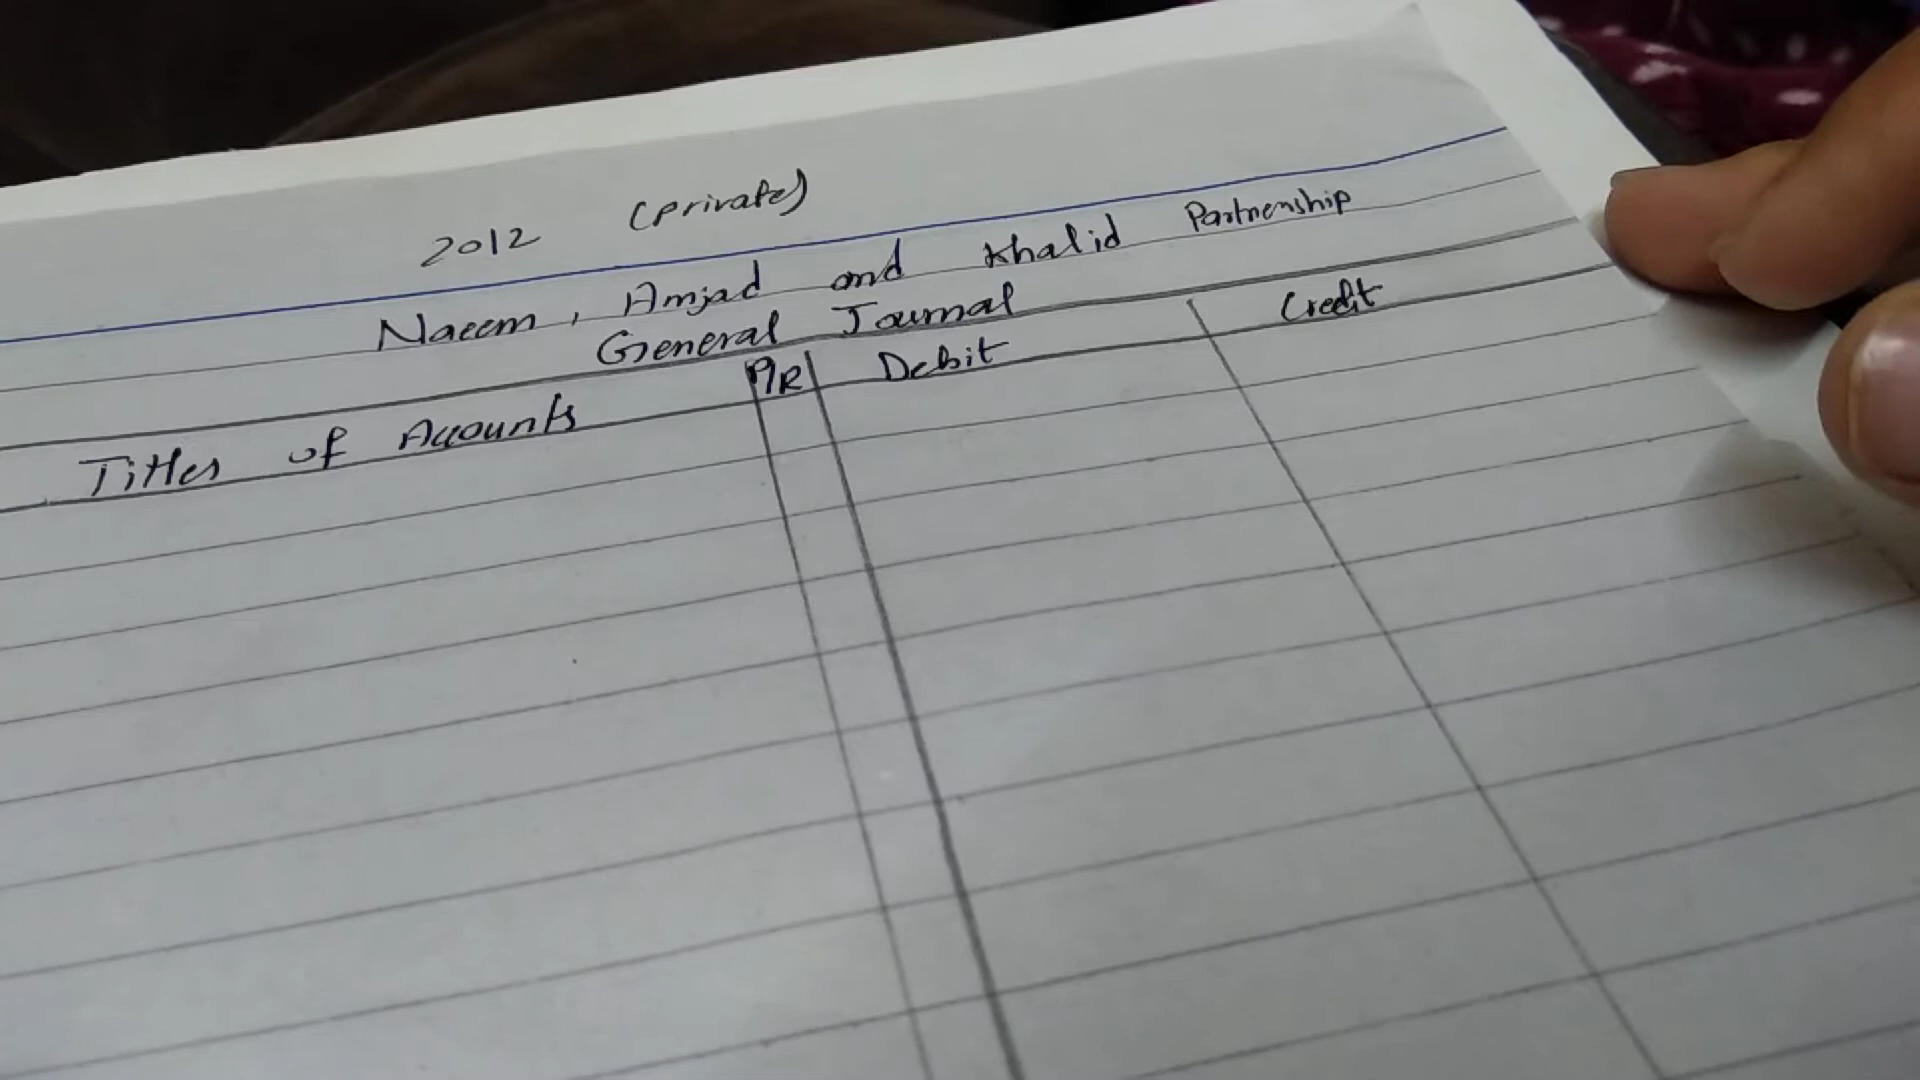 2012 (private)
Naeem, Amjad and Khalid Partnership
General Journal
Titles of Accounts PR Debit Credit